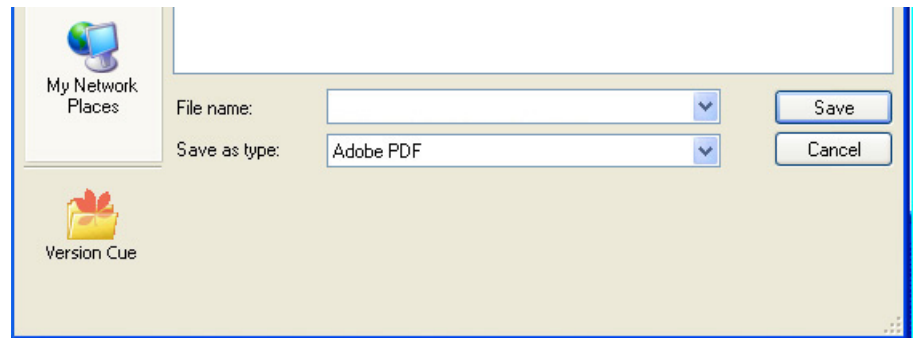 My Network
Places
File name:
Save
Save as type:
Adobe PDF
Cancel
Version Cue